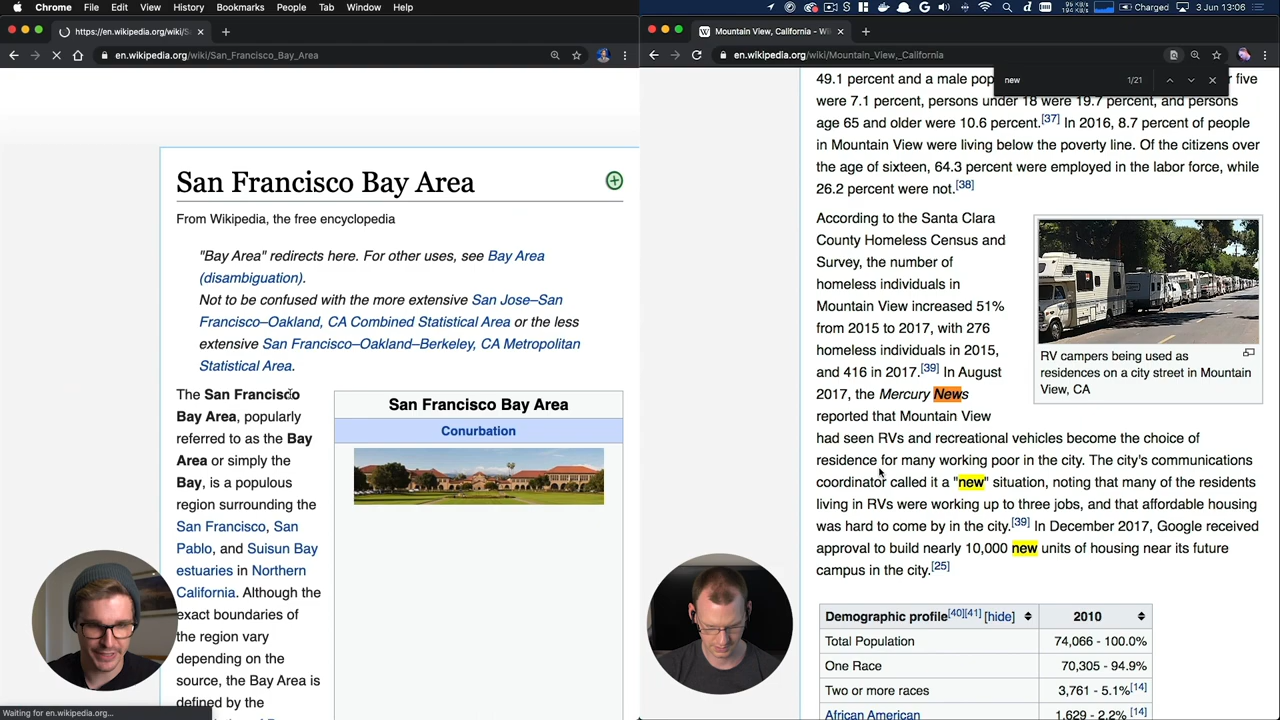 Chrome File Edit View History Bookmarks People Tab Window Help
https://en.wikipedia.org/wiki/S
en.wikipedia.org/wiki/San_Francisco_Bay_Area
San Francisco Bay Area
From Wikipedia, the free encyclopedia
"Bay Area" redirects here. For other uses, see Bay Area
(disambiguation).
Not to be confused with the more extensive San Jose–San
Francisco–Oakland, CA Combined Statistical Area or the less
extensive San Francisco–Oakland–Berkeley, CA Metropolitan
Statistical Area.
The San Francisco
Bay Area, popularly
referred to as the Bay
Area or simply the
Bay, is a populous
region surrounding the
San Francisco, San
Pablo, and Suisun Bay
estuaries in Northern
California. Although the
exact boundaries of
the region vary
depending on the
source, the Bay Area is
defined by the
San Francisco Bay Area
Conurbation
Waiting for en.wikipedia.org...
Charged 3 Jun 13:06
Mountain View, California - Wi
en.wikipedia.org/wiki/Mountain_View,_California
new 1/21
49.1 percent and a male pop five
were 7.1 percent, persons under 18 were 19.7 percent, and persons
age 65 and older were 10.6 percent.[37] In 2016, 8.7 percent of people
in Mountain View were living below the poverty line. Of the citizens over
the age of sixteen, 64.3 percent were employed in the labor force, while
26.2 percent were not.[38]
According to the Santa Clara
County Homeless Census and
Survey, the number of
homeless individuals in
Mountain View increased 51%
from 2015 to 2017, with 276
homeless individuals in 2015,
and 416 in 2017.[39] In August
2017, the Mercury News
reported that Mountain View
had seen RVs and recreational vehicles become the choice of
residence for many working poor in the city. The city's communications
coordinator called it a "new" situation, noting that many of the residents
living in RVs were working up to three jobs, and that affordable housing
was hard to come by in the city.[39] In December 2017, Google received
approval to build nearly 10,000 new units of housing near its future
campus in the city.[25]
RV campers being used as
residences on a city street in Mountain
View, CA
Demographic profile[40][41] [hide] 2010
Total Population 74,066 - 100.0%
One Race 70,305 - 94.9%
Two or more races 3,761 - 5.1%[14]
African American 1,629 - 2.2% [14]